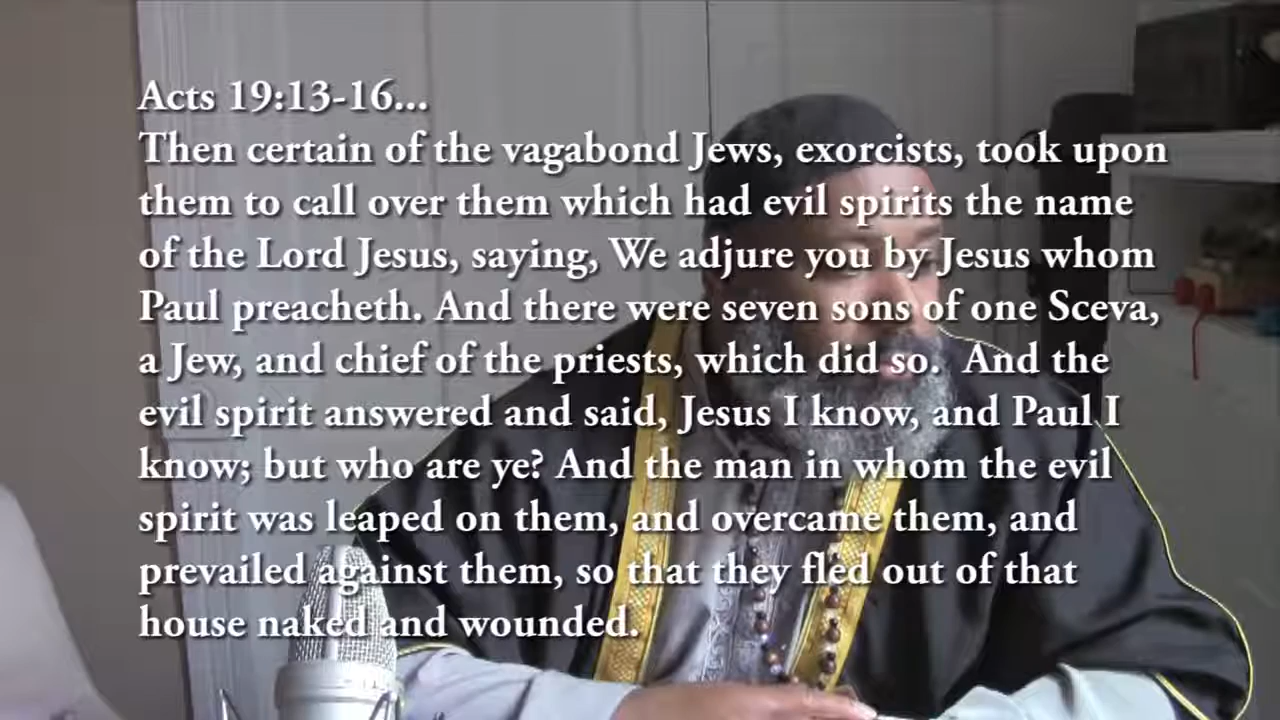 Acts 19:13-16...
Then certain of the vagabond Jews, exorcists, took upon
them to call over them which had evil spirits the name
of the Lord Jesus, saying, We adjure you by Jesus whom
Paul preacheth. And there were seven sons of one Sceva,
a Jew, and chief of the priests, which did so.  And the
evil spirit answered and said, Jesus I know, and Paul I
know; but who are ye? And the man in whom the evil
spirit was leaped on them, and overcame them, and
prevailed against them, so that they fled out of that
house naked and wounded.